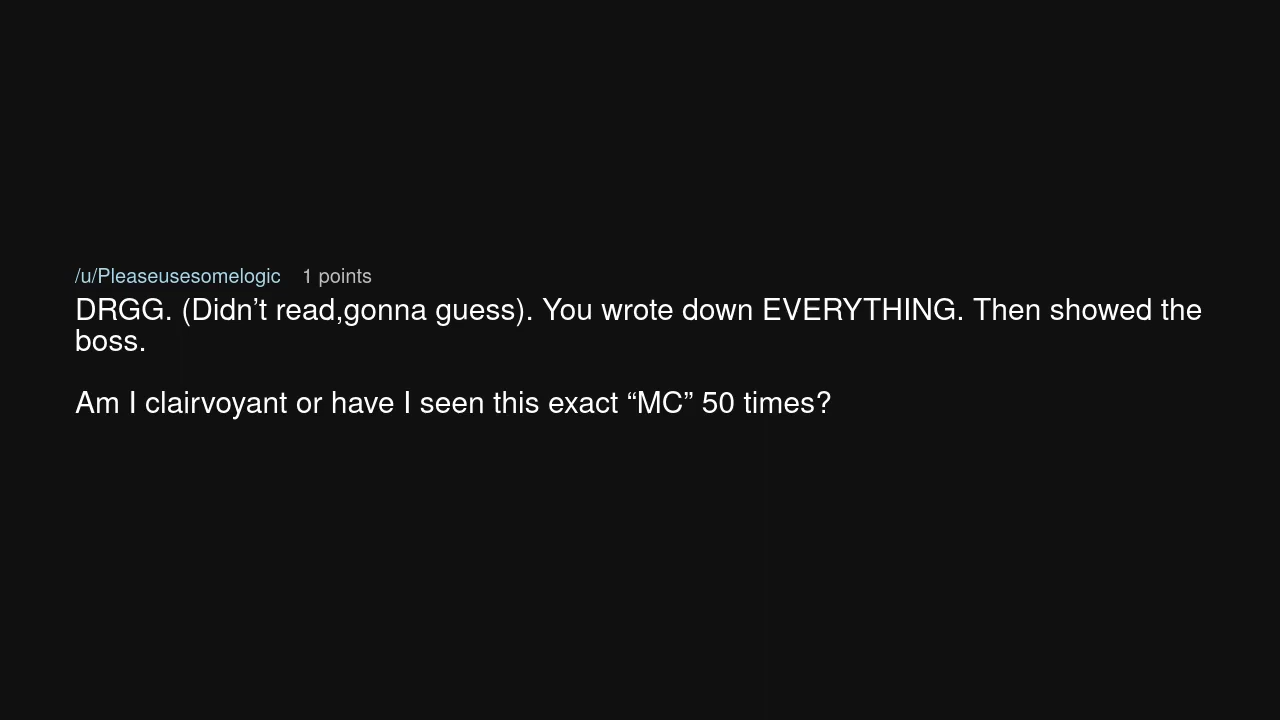 /u/Pleaseusesomelogic 1 points
DRGG. (Didn’t read,gonna guess). You wrote down EVERYTHING. Then showed the
boss.
Am I clairvoyant or have I seen this exact “MC” 50 times?